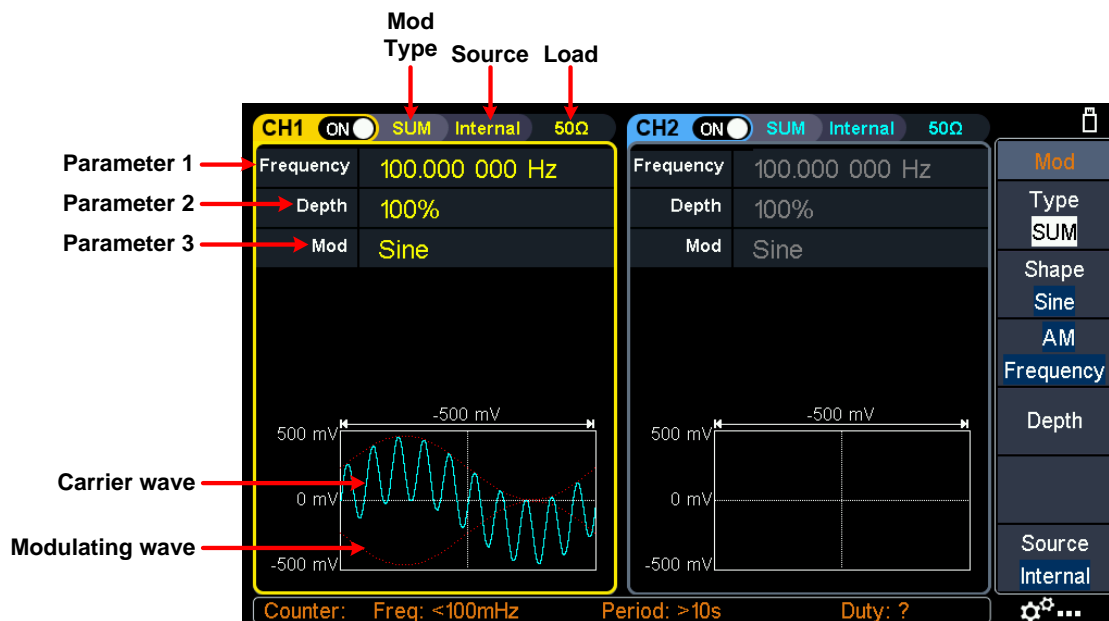 Mod
Type
Source
Load
CH1 ON SUM Internal 50Ω
CH2 ON SUM Internal 50Ω
Parameter 1
Frequency 100.000 000 Hz
Parameter 2
Depth 100%
Parameter 3
Mod Sine
Frequency 100.000 000 Hz
Depth 100%
Mod Sine
-500 mV
500 mV
0 mV
-500 mV
Carrier wave
Modulating wave
-500 mV
500 mV
0 mV
-500 mV
Mod
Type
SUM
Shape
Sine
AM
Frequency
Depth
Source
Internal
Counter: Freq: <100mHz Period: >10s Duty: ?